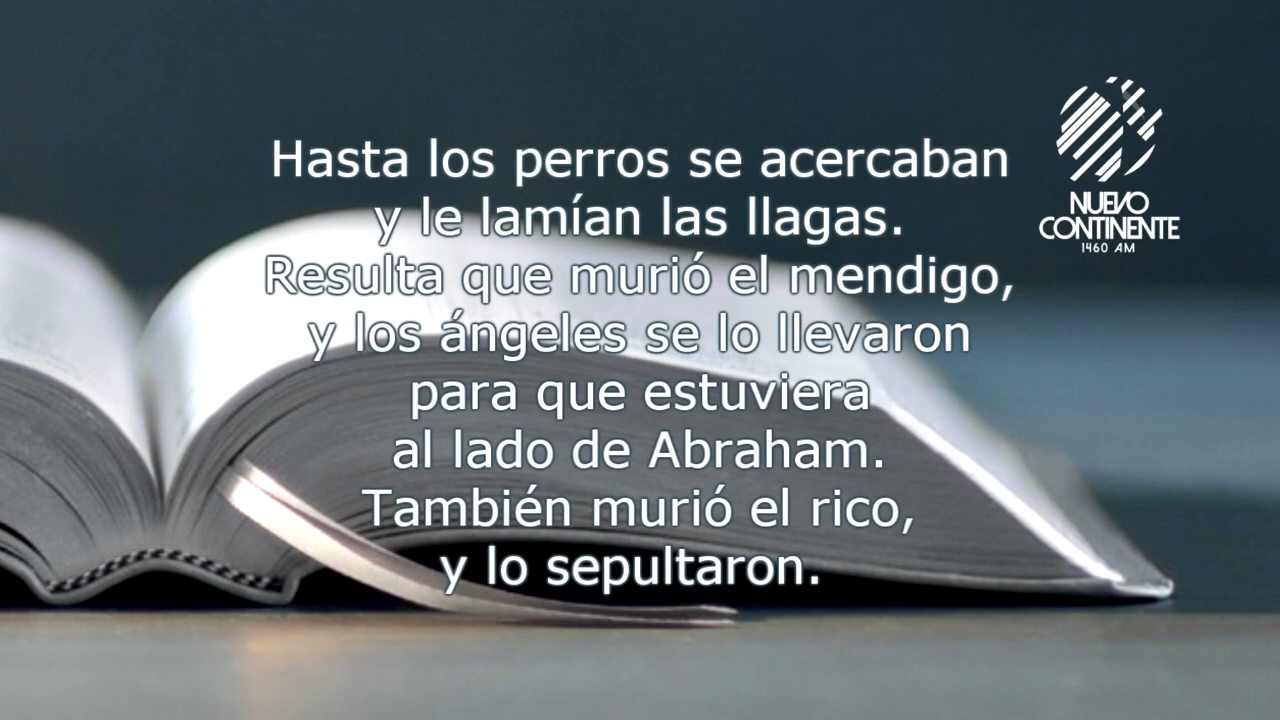 Hasta los perros se acercaban
y le lamían las llagas.
Resulta que murió el mendigo,
y los ángeles se lo llevaron
para que estuviera
al lado de Abraham.
También murió el rico,
y lo sepultaron.
NUEVO
CONTINENTE
1460 AM